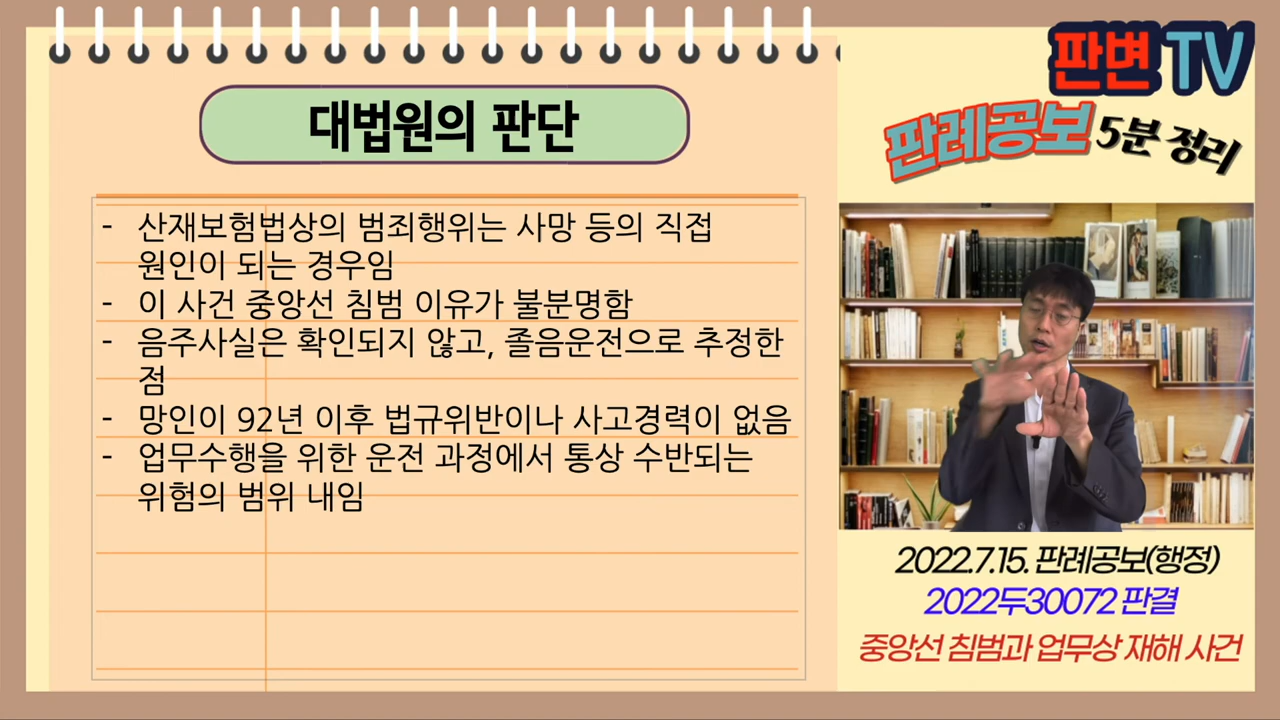 대법원의 판단
- 산재보험법상의 범죄행위는 사망 등의 직접
원인이 되는 경우임
- 이 사건 중앙선 침범 이유가 불분명함
- 음주사실은 확인되지 않고, 졸음운전으로 추정한
점
- 망인이 92년 이후 법규위반이나 사고경력이 없음
- 업무수행을 위한 운전 과정에서 통상 수반되는
위험의 범위 내임
판변 TV
판례공보 5분 정리
2022.7.15. 판례공보(행정)
2022두30072 판결
중앙선 침범과 업무상 재해 사건